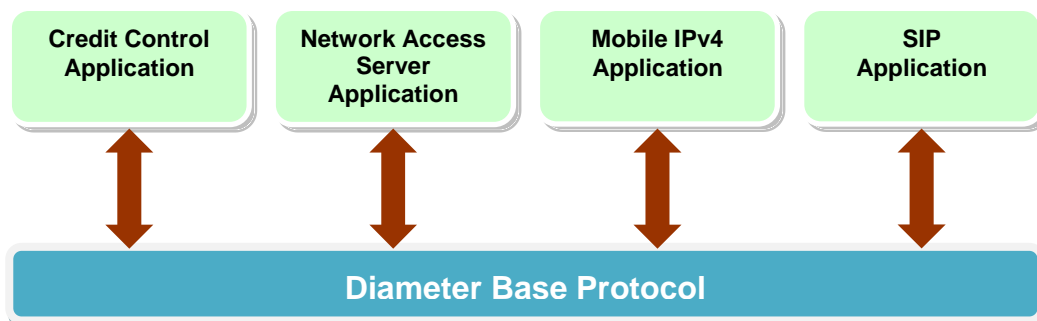 Credit Control
Application
Network Access
Server
Application
Mobile IPv4
Application
SIP
Application
Diameter Base Protocol